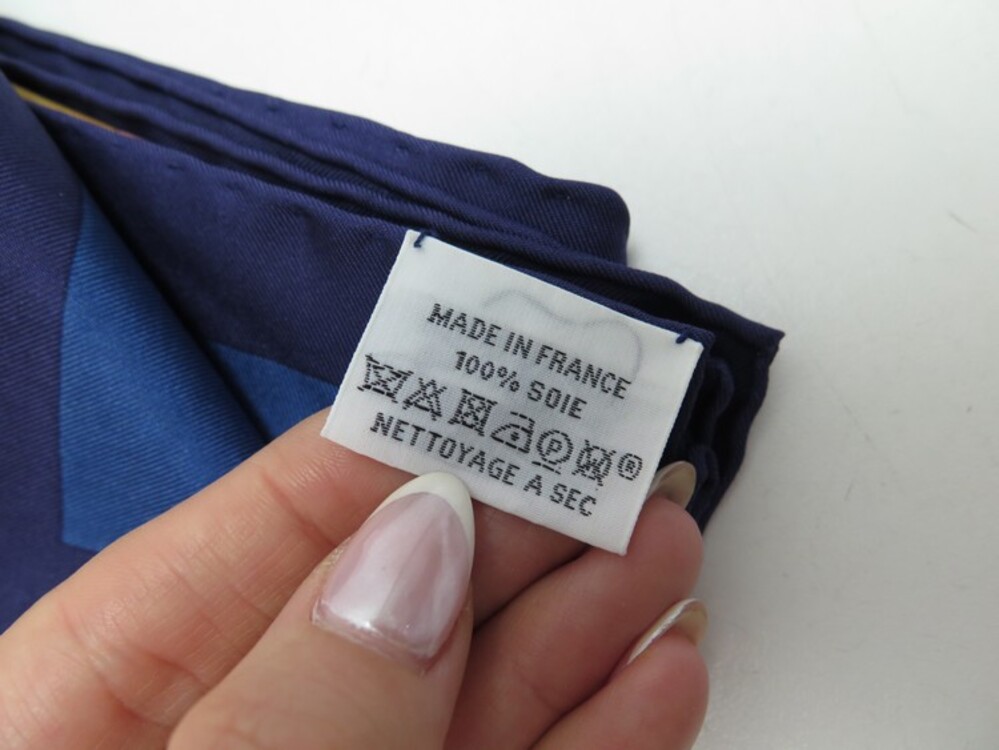 MADE IN FRANCE
100% SOIE
P W ®
NETTOYAGE A SEC